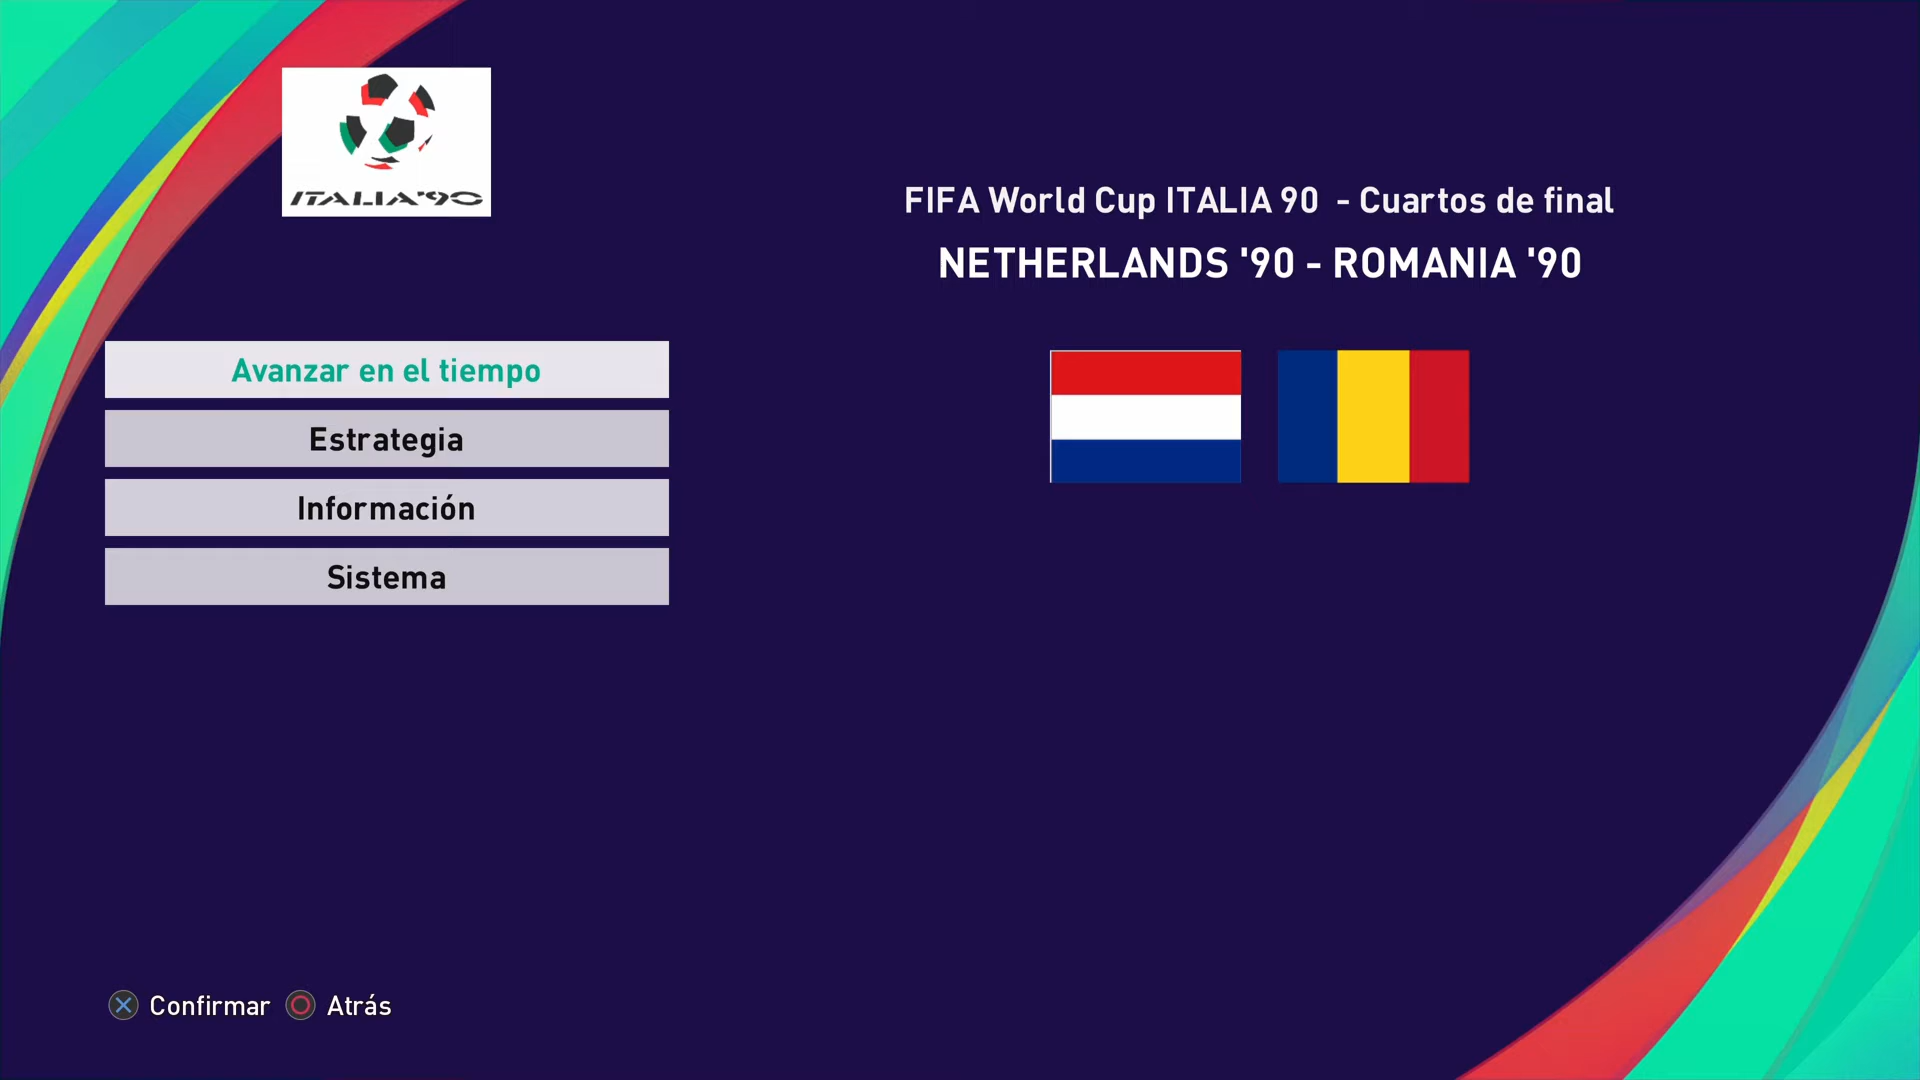 ITALIA'90
FIFA World Cup ITALIA 90 - Cuartos de final
NETHERLANDS '90 - ROMANIA '90
Avanzar en el tiempo
Estrategia
Información
Sistema
Confirmar Atrás